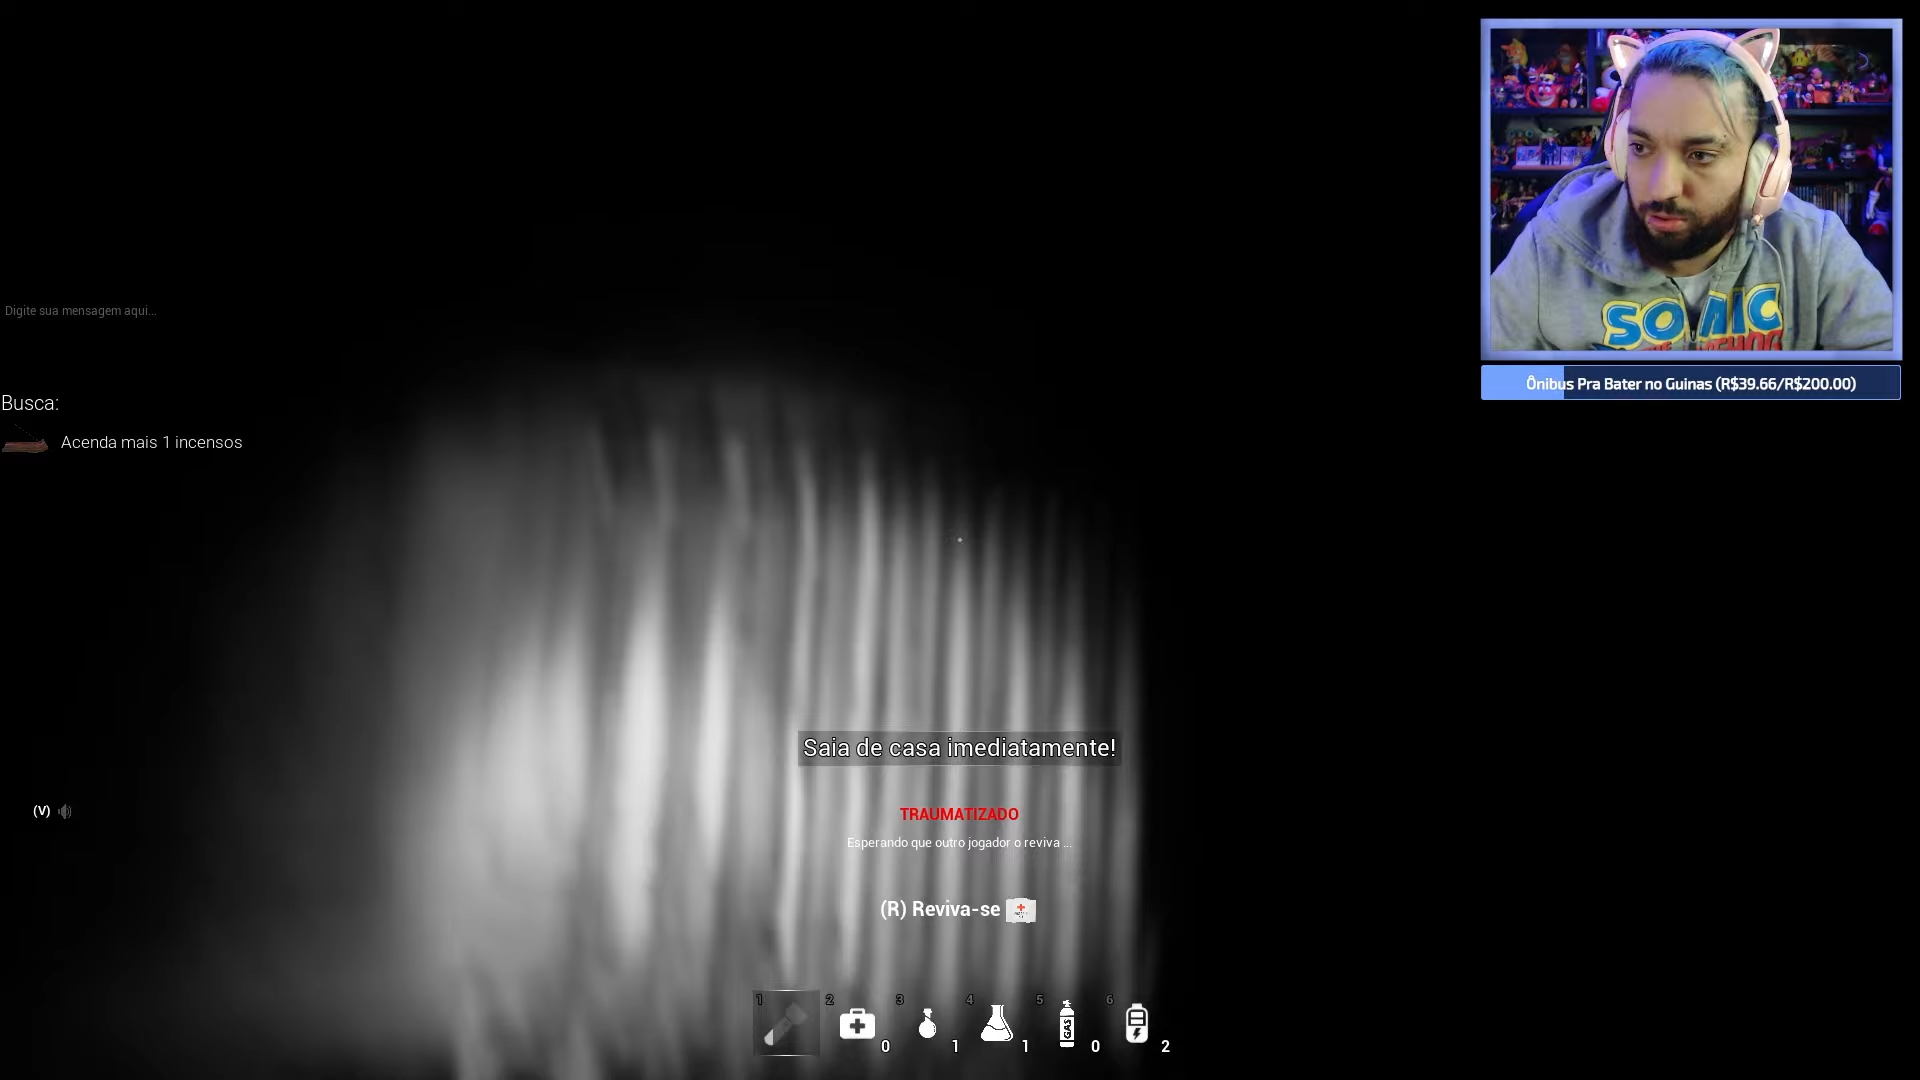 Digite sua mensagem aqui...
Busca:
Acenda mais 1 incensos
SONIC
Ônibus Pra Bater no Guinas (R$39.66/R$200.00)
(V)
Saia de casa imediatamente!
TRAUMATIZADO
Esperando que outro jogador o reviva ...
(R) Reviva-se
1 2 3 4 5 6
GAS
0 1 1 0 2